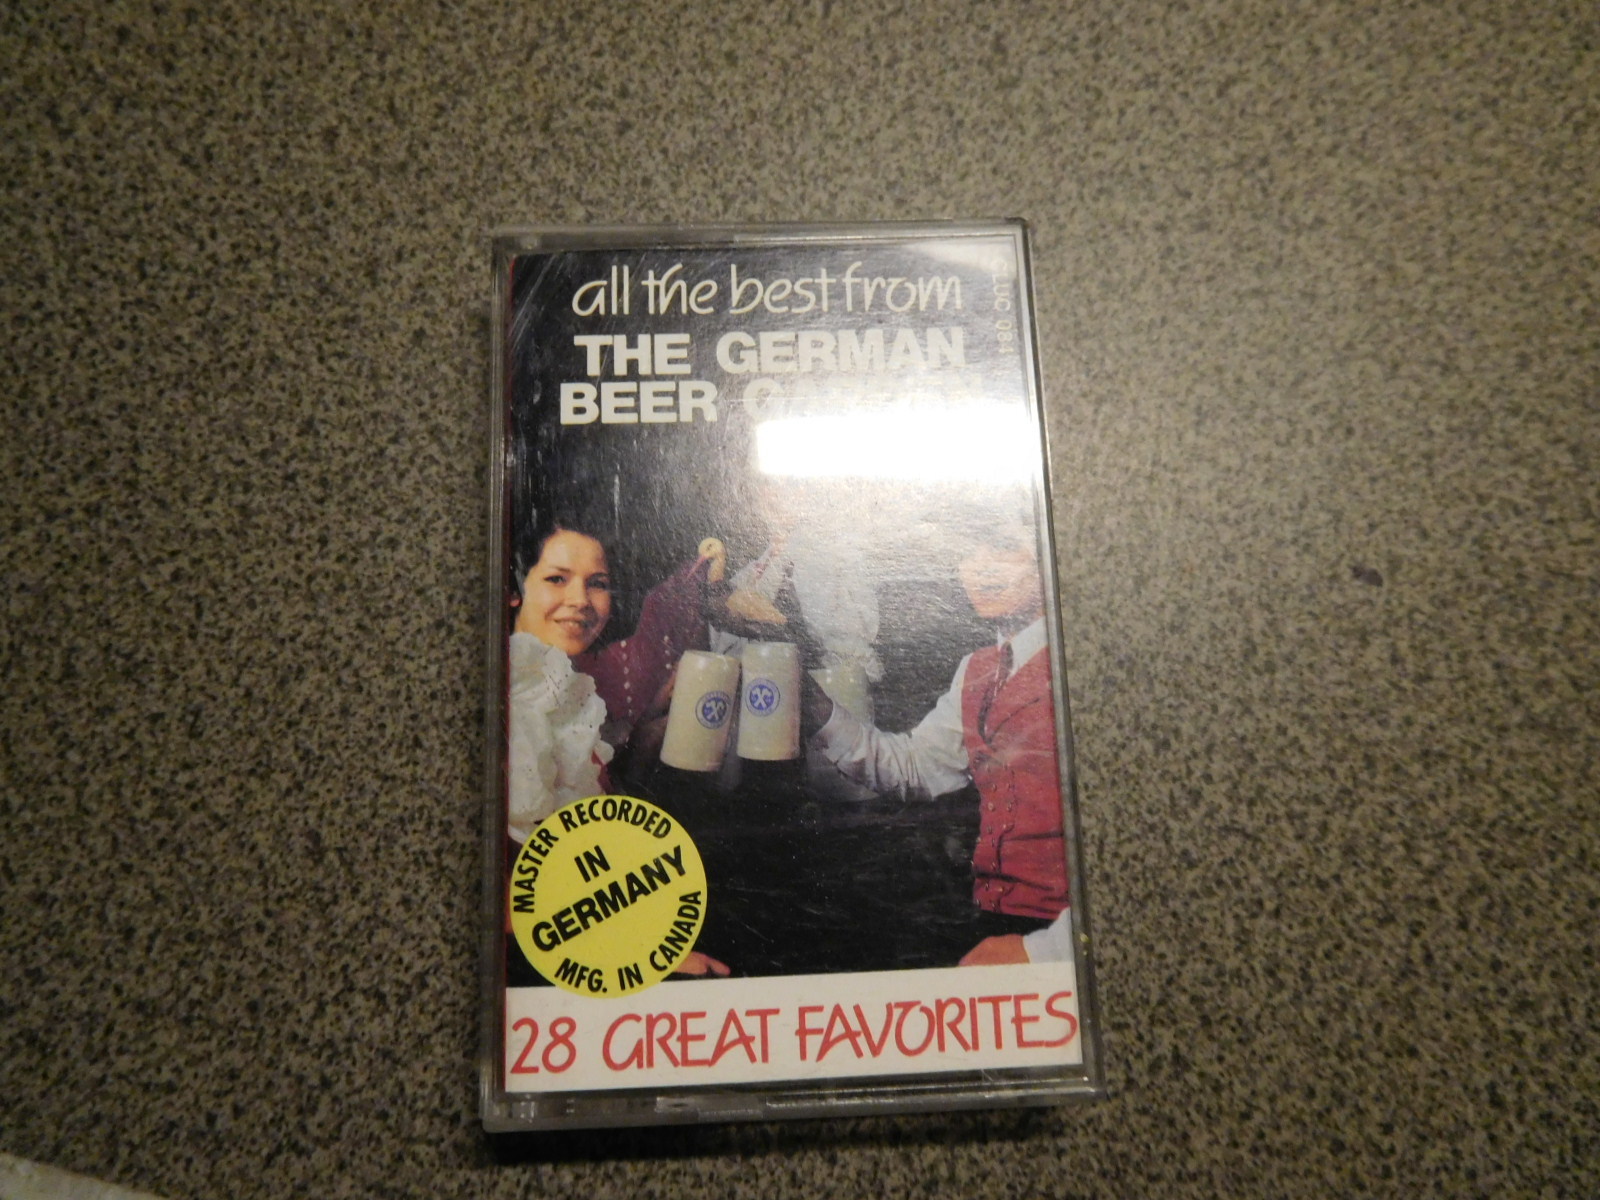 all the best from
THE GERMAN
BEER
MASTER RECORDED
IN
GERMANY
MFG. IN CANADA
28 GREAT FAVORITES